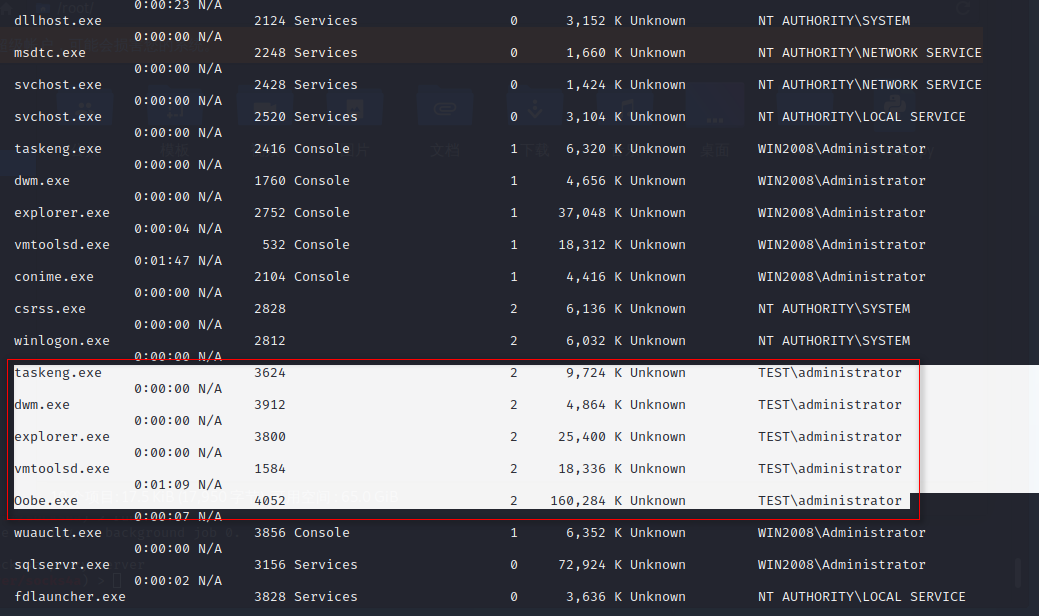 0:00:23 N/A
dllhost.exe 2124 Services 0 3,152 K Unknown NT AUTHORITY\SYSTEM
0:00:00 N/A
msdtc.exe 2248 Services 0 1,660 K Unknown NT AUTHORITY\NETWORK SERVICE
0:00:00 N/A
svchost.exe 2428 Services 0 1,424 K Unknown NT AUTHORITY\NETWORK SERVICE
0:00:00 N/A
svchost.exe 2520 Services 0 3,104 K Unknown NT AUTHORITY\LOCAL SERVICE
0:00:00 N/A
taskeng.exe 2416 Console 1 6,320 K Unknown WIN2008\Administrator
0:00:00 N/A
dwm.exe 1760 Console 1 4,656 K Unknown WIN2008\Administrator
0:00:00 N/A
explorer.exe 2752 Console 1 37,048 K Unknown WIN2008\Administrator
0:00:04 N/A
vmtoolsd.exe 532 Console 1 18,312 K Unknown WIN2008\Administrator
0:01:47 N/A
conime.exe 2104 Console 1 4,416 K Unknown WIN2008\Administrator
0:00:00 N/A
csrss.exe 2828 2 6,136 K Unknown NT AUTHORITY\SYSTEM
0:00:00 N/A
winlogon.exe 2812 2 6,032 K Unknown NT AUTHORITY\SYSTEM
0:00:00 N/A
taskeng.exe 3624 2 9,724 K Unknown TEST\administrator
0:00:00 N/A
dwm.exe 3912 2 4,864 K Unknown TEST\administrator
0:00:00 N/A
explorer.exe 3800 2 25,400 K Unknown TEST\administrator
0:00:00 N/A
vmtoolsd.exe 1584 2 18,336 K Unknown TEST\administrator
0:01:09 N/A
Oobe.exe 4052 2 160,284 K Unknown TEST\administrator
0:00:07 N/A
wuauclt.exe 3856 Console 1 6,352 K Unknown WIN2008\Administrator
0:00:00 N/A
sqlservr.exe 3156 Services 0 72,924 K Unknown WIN2008\Administrator
0:00:02 N/A
fdlauncher.exe 3828 Services 0 3,636 K Unknown NT AUTHORITY\LOCAL SERVICE